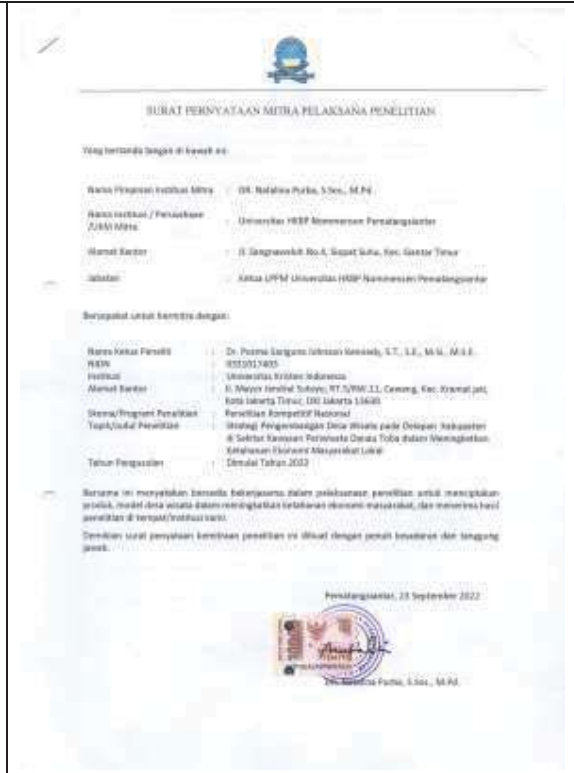 SURAT PERNYATAAN MITRA PELAKSANA PENELITIAN
Yang bertanda tangan di bawah ini:
Nama Pimpinan Institusi Mitra : DR. Natalina Purba, S.Sos., M.Pd.
Nama Institusi / Perusahaan
/UKM Mitra : Universitas HKBP Nommensen Pematangsiantar
Alamat Kantor : Jl. Sangnawaluh No.4, Siopat Suhu, Kec. Siantar Timur
Jabatan : Ketua LPPM Universitas HKBP Nommensen Pematangsiantar
Bersepakat untuk bermitra dengan:
Nama Ketua Peneliti : Dr. Posma Sariguna Johnson Kennedy, S.T., S.E., M.Si., M.S.E.
NIDN :
Institusi : Universitas Kristen Indonesia
Alamat Kantor : Jl. Mayor Jendral Sutoyo, RT.5/RW.11, Cawang, Kec. Kramat jati,
Kota Jakarta Timur, DKI Jakarta 13630
Skema/Program Penelitian : Penelitian Kompetitif Nasional
Topik/Judul Penelitian : Strategi Pengembangan Desa Wisata pada Delapan Kabupaten
di Sekitar Kawasan Pariwisata Danau Toba dalam Meningkatkan
Ketahanan Ekonomi Masyarakat Lokal
Tahun Pengusulan : Dimulai Tahun 2022
Bersama ini menyatakan bersedia bekerjasama dalam pelaksanaan penelitian untuk menciptakan
produk, model desa wisata dalam meningkatkan ketahanan ekonomi masyarakat, dan menerima hasil
penelitian di tempat/institusi kami.
Demikian surat pernyataan kemitraan penelitian ini dibuat dengan penuh kesadaran dan tanggung
jawab.
Pematangsiantar, 23 September 2022
DR. Natalina Purba, S.Sos., M.Pd.